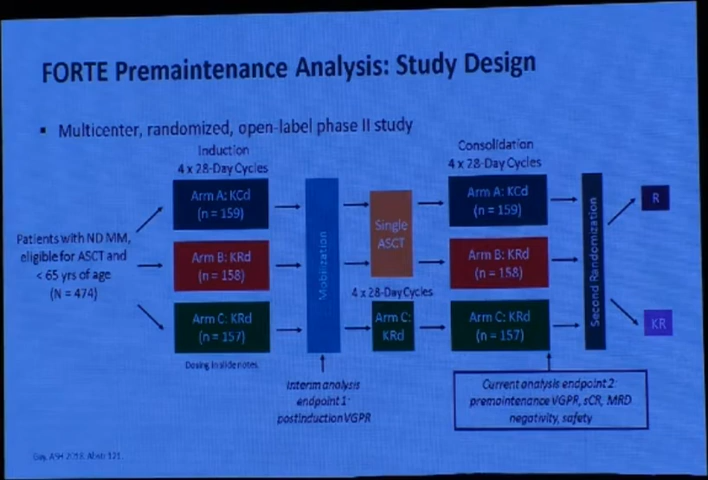 FORTE Premaintenance Analysis: Study Design
▪ Multicenter, randomized, open-label phase II study
Induction
4 x 28-Day Cycles
Consolidation
4 x 28-Day Cycles
Patients with ND MM,
eligible for ASCT and
< 65 yrs of age
(N = 474)
Arm A: KCd
(n = 159)
Arm B: KRd
(n = 158)
Arm C: KRd
(n = 157)
Dosing in slide notes
Mobilization
Single
ASCT
4 x 28-Day Cycles
Arm C:
KRd
Arm A: KCd
(n = 159)
Arm B: KRd
(n = 158)
Arm C: KRd
(n = 157)
Second Randomization
R
KR
Interim analysis
endpoint 1:
postinduction VGPR
Current analysis endpoint 2:
premaintenance VGPR, sCR, MRD
negativity, safety
ASH 2018. Abstr 121.